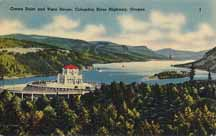 Crown Point and Vista House, Columbia River Highway, Oregon